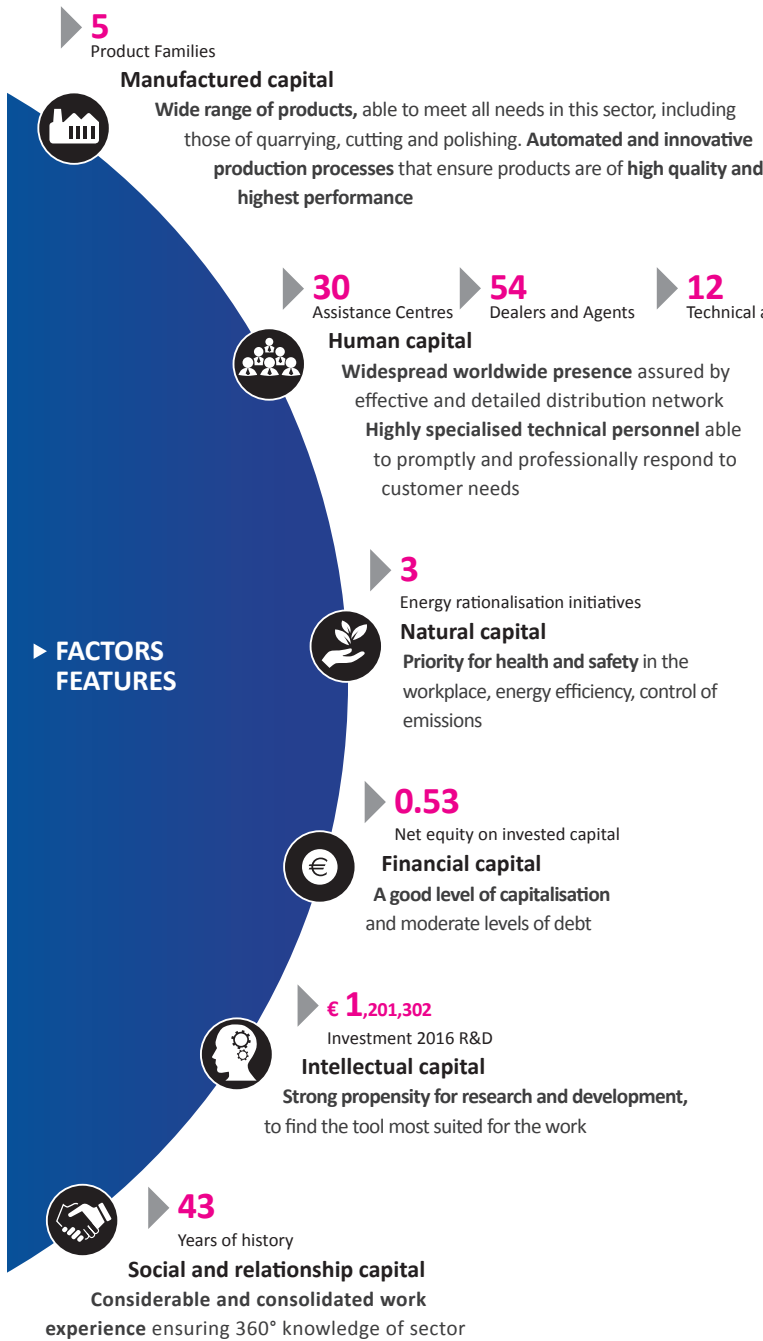 5
Product Families
Manufactured capital
Wide range of products, able to meet all needs in this sector, including
those of quarrying, cutting and polishing. Automated and innovative
production processes that ensure products are of high quality and
highest performance
30
Assistance Centres
54
Dealers and Agents
12
Technical
Human capital
Widespread worldwide presence assured by
effective and detailed distribution network
Highly specialised technical personnel able
to promptly and professionally respond to
customer needs
3
Energy rationalisation initiatives
Natural capital
Priority for health and safety in the
workplace, energy efficiency, control of
emissions
FACTORS
FEATURES
0.53
Net equity on invested capital
€
Financial capital
A good level of capitalisation
and moderate levels of debt
€ 1,201,302
Investment 2016 R&D
Intellectual capital
Strong propensity for research and development,
to find the tool most suited for the work
43
Years of history
Social and relationship capital
Considerable and consolidated work
experience ensuring 360° knowledge of sector